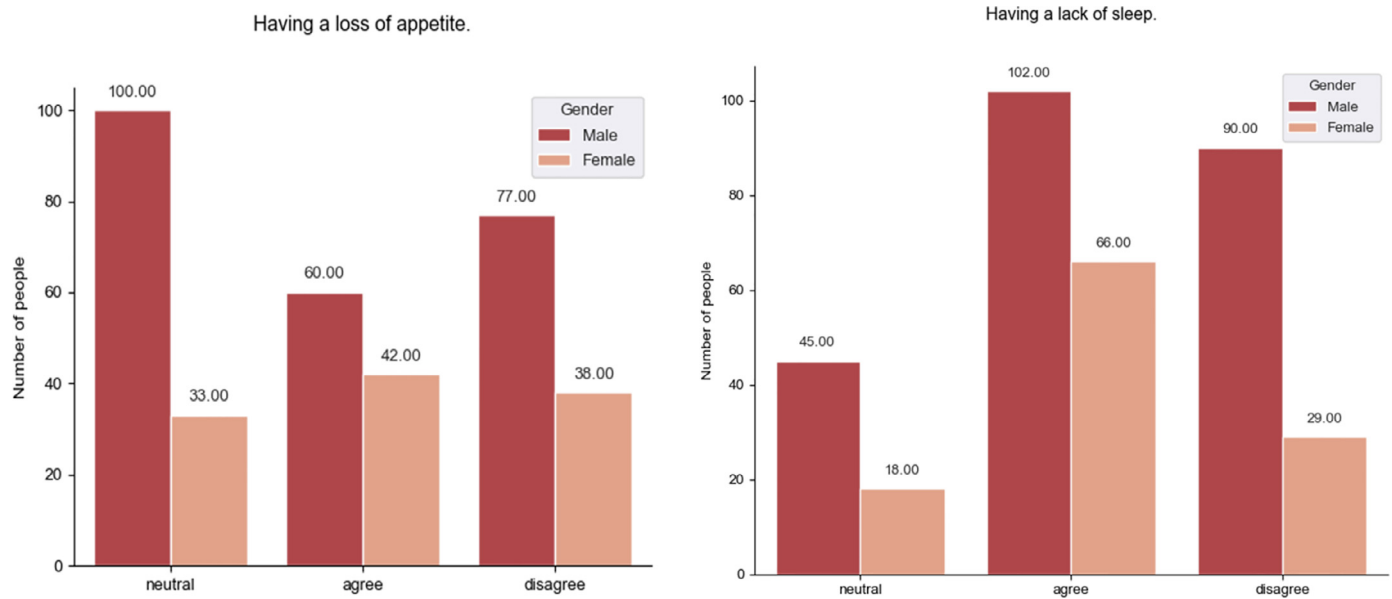 Having a loss of appetite.
Number of people
100
80
60
40
20
0
100.00
33.00
60.00
42.00
77.00
38.00
Gender
Male
Female
neutral
agree
disagree
Having a lack of sleep.
Number of people
100
80
60
40
20
0
45.00
18.00
102.00
66.00
90.00
29.00
Gender
Male
Female
neutral
agree
disagree